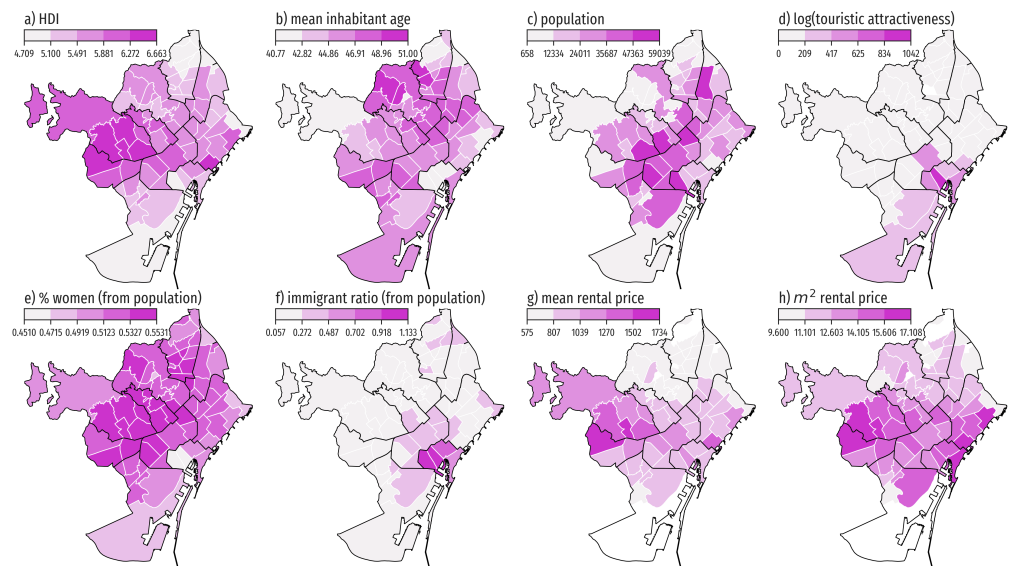 a) HDI
4.709 5.100 5.491 5.881 6.272 6.663
b) mean inhabitant age
40.77 42.82 44.86 46.91 48.96 51.00
c) population
658 12334 24011 35687 47363 59039
d) log(touristic attractiveness)
0 209 447 625 834 1042
e) % women (from population)
0.4510 0.4715 0.4919 0.5123 0.5327 0.5531
f) immigrant ratio (from population)
0.057 0.272 0.487 0.702 0.918 1.133
g) mean rental price
575 807 1039 1270 1502 1734
h) m² rental price
9.600 11.101 12.603 14.105 15.606 17.108